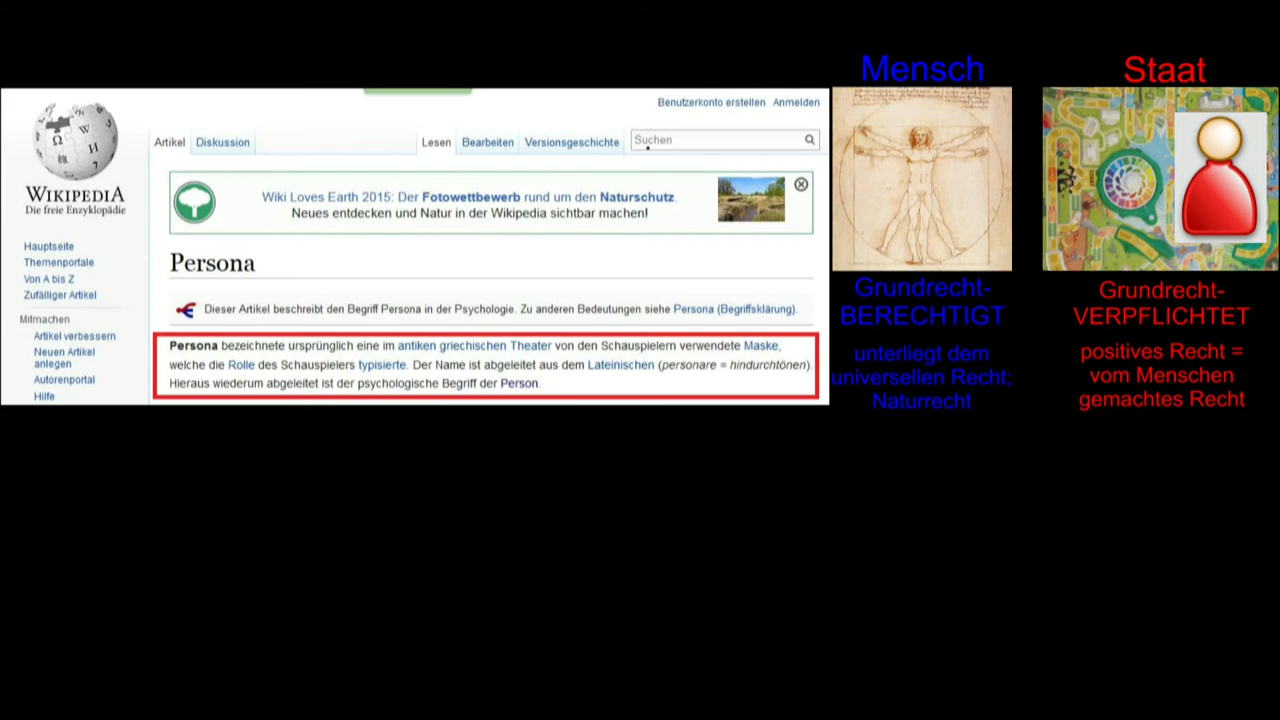 Mensch
Staat
Benutzerkonto erstellen Anmelden
Artikel Diskussion Lesen Bearbeiten Versionsgeschichte Suchen
WIKIPEDIA
Die freie Enzyklopädie
Wiki Loves Earth 2015: Der Fotowettbewerb rund um den Naturschutz.
Neues entdecken und Natur in der Wikipedia sichtbar machen!
Hauptseite
Themenportale
Von A bis Z
Zufälliger Artikel
Mitmachen
Artikel verbessern
Neuen Artikel
anlegen
Autorenportal
Hilfe
Persona
Dieser Artikel beschreibt den Begriff Persona in der Psychologie. Zu anderen Bedeutungen siehe Persona (Begriffsklärung).
Persona bezeichnete ursprünglich eine im antiken griechischen Theater von den Schauspielern verwendete Maske,
welche die Rolle des Schauspielers typisierte. Der Name ist abgeleitet aus dem Lateinischen (personare = hindurchtönen).
Hieraus wiederum abgeleitet ist der psychologische Begriff der Person.
Grundrecht-
BERECHTIGT
unterliegt dem
universellen Recht;
Naturrecht
Grundrecht-
VERPFLICHTET
positives Recht =
vom Menschen
gemachtes Recht